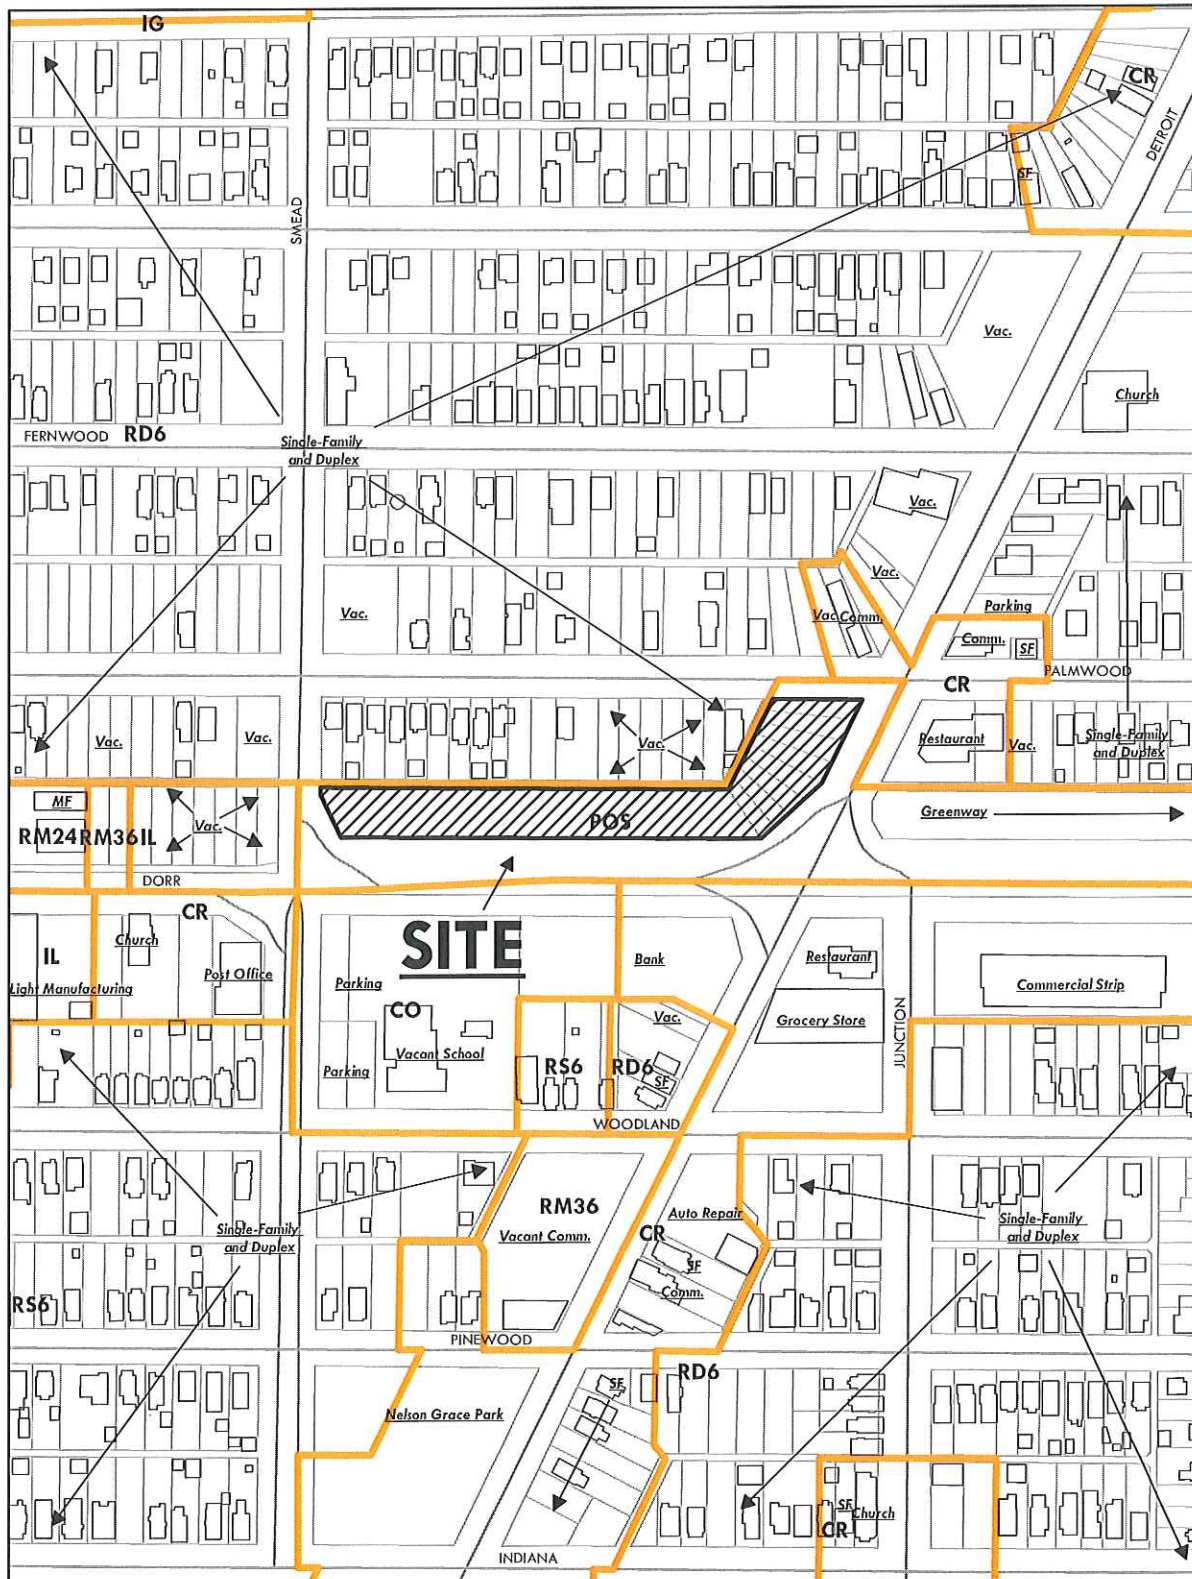 IG
CR
DETROIT
SF
SMEAD
Vac.
Church
FERNWOOD
RD6
Single-Family
and Duplex
Vac.
Vac.
Vac.
Vac.
Comm.
Parking
Comm.
SF
PALMWOOD
CR
Vac.
Vac.
Vac.
Restaurant
Vac.
Single-Family
and Duplex
MF
Vac.
POS
Greenway
RM24
RM36
IL
DORR
CR
Church
IL
Post Office
Light Manufacturing
SITE
Parking
Bank
Restaurant
Commercial Strip
CO
Vac.
Grocery Store
Vacant School
Parking
RS6
RD6
SF
JUNCTION
WOODLAND
RM36
Vacant Comm.
Auto Repair
CR
SF
Comm.
Single-Family
and Duplex
Single-Family
and Duplex
RS6
PINEWOOD
RD6
SF
Nelson Grace Park
SF
Church
CR
INDIANA